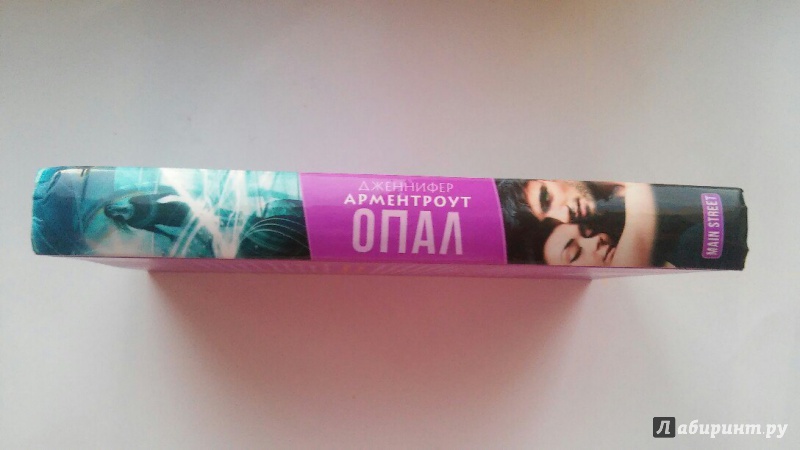 ДЖЕННИФЕР
АРМЕНТРОУТ
ОПАЛ
MAIN STREET
Лабиринт.ру